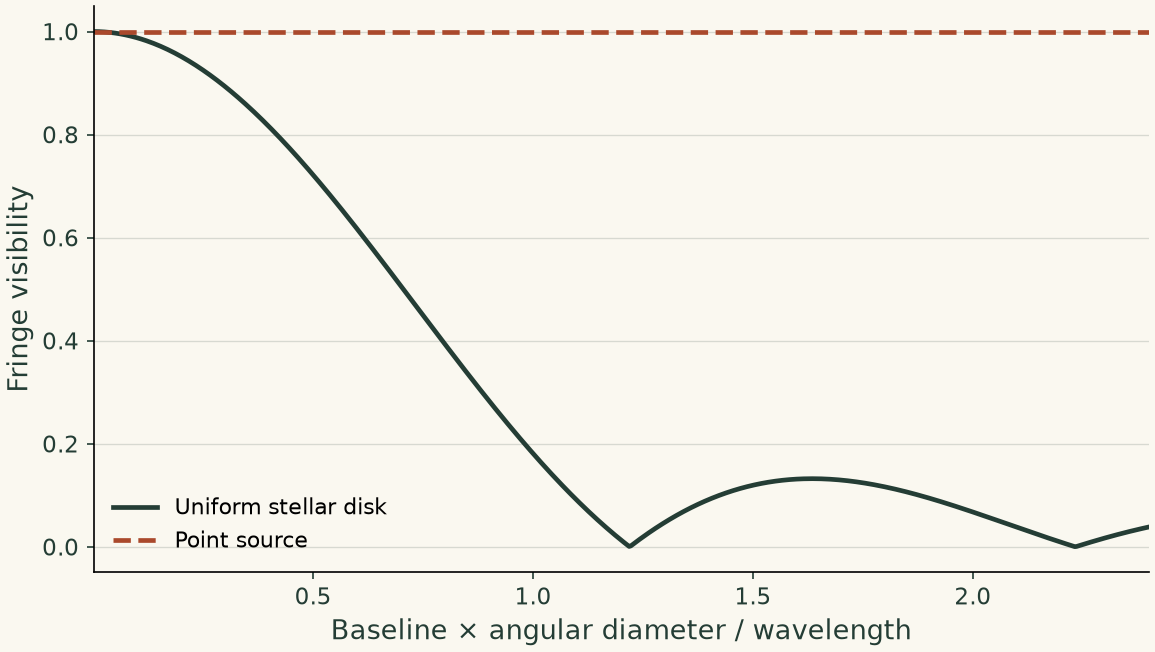 Fringe visibility
1.0
0.8
0.6
0.4
0.2
0.0
Uniform stellar disk
Point source
0.5 1.0 1.5 2.0
Baseline × angular diameter / wavelength